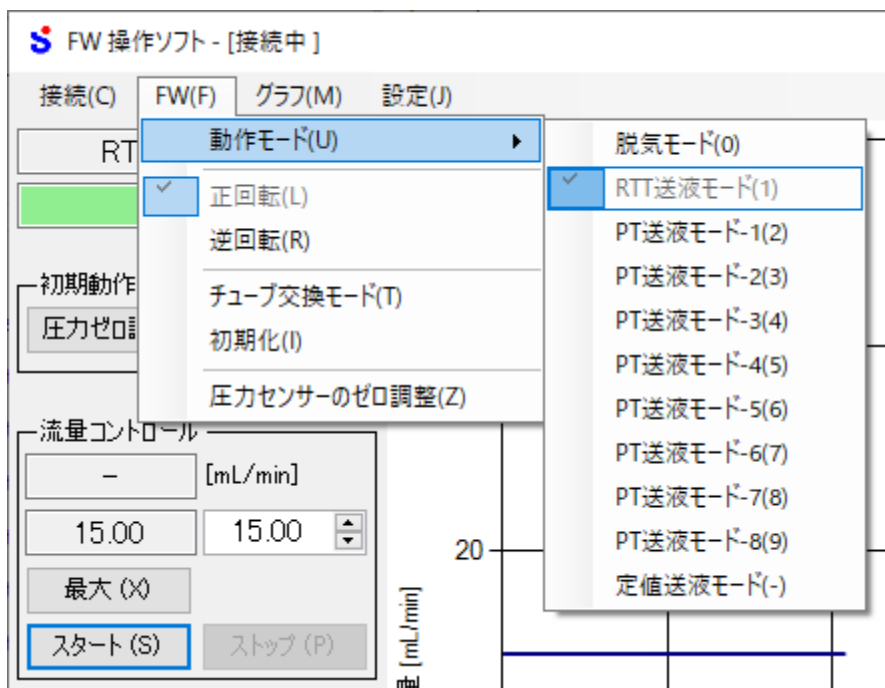 FW 操作ソフト - [接続中 ]
接続(C) FW(F) グラフ(M) 設定(J)
RT
動作モード(U)
正回転(L)
逆回転(R)
チューブ交換モード(T)
初期化(I)
圧力センサーのゼロ調整(Z)
脱気モード(0)
RTT送液モード(1)
PT送液モード-1(2)
PT送液モード-2(3)
PT送液モード-3(4)
PT送液モード-4(5)
PT送液モード-5(6)
PT送液モード-6(7)
PT送液モード-7(8)
PT送液モード-8(9)
定値送液モード(-)
初期動作
圧力ゼロ
流量コントロール
– [mL/min]
15.00 15.00
最大 (X)
スタート (S) ストップ (P)
20
[mL/min]